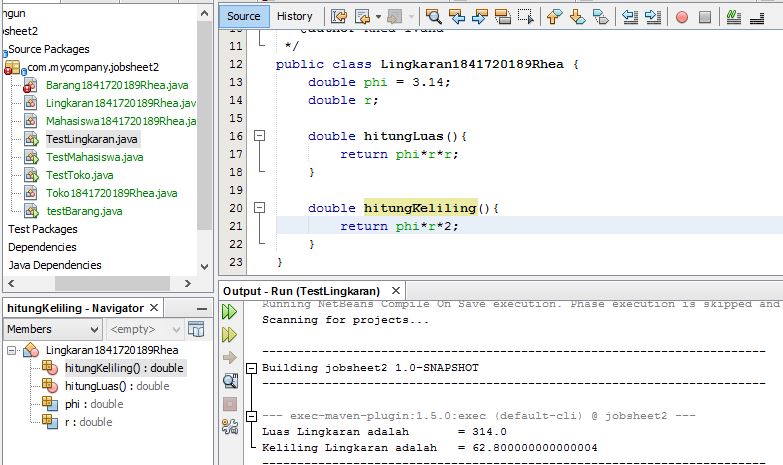 ngun
Source Packages
com.mycompany.jobsheet2
Barang1841720189Rhea.java
Lingkaran1841720189Rhea.jav
Mahasiswa1841720189Rhea.ja
TestLingkaran.java
TestMahasiswa.java
TestToko.java
Toko1841720189Rhea.java
testBarang.java
Test Packages
Dependencies
Java Dependencies
hitungKeliling - Navigator
Members
<empty>
Lingkaran1841720189Rhea
hitungKeliling() : double
hitungLuas() : double
phi : double
r : double
Source
History
11 */
12 public class Lingkaran1841720189Rhea {
13 double phi = 3.14;
14 double r;
15
16 double hitungLuas(){
17 return phi*r*r;
18 }
19
20 double hitungKeliling(){
21 return phi*r*2;
22 }
23 }
Output - Run (TestLingkaran)
Running NetBeans Compile On Save execution. Phase execution is skipped and
Scanning for projects...
------------------------------------------------------------------------
Building jobsheet2 1.0-SNAPSHOT
------------------------------------------------------------------------
--- exec-maven-plugin:1.5.0:exec (default-cli) @ jobsheet2 ---
Luas Lingkaran adalah = 314.0
Keliling Lingkaran adalah = 62.800000000000004
------------------------------------------------------------------------